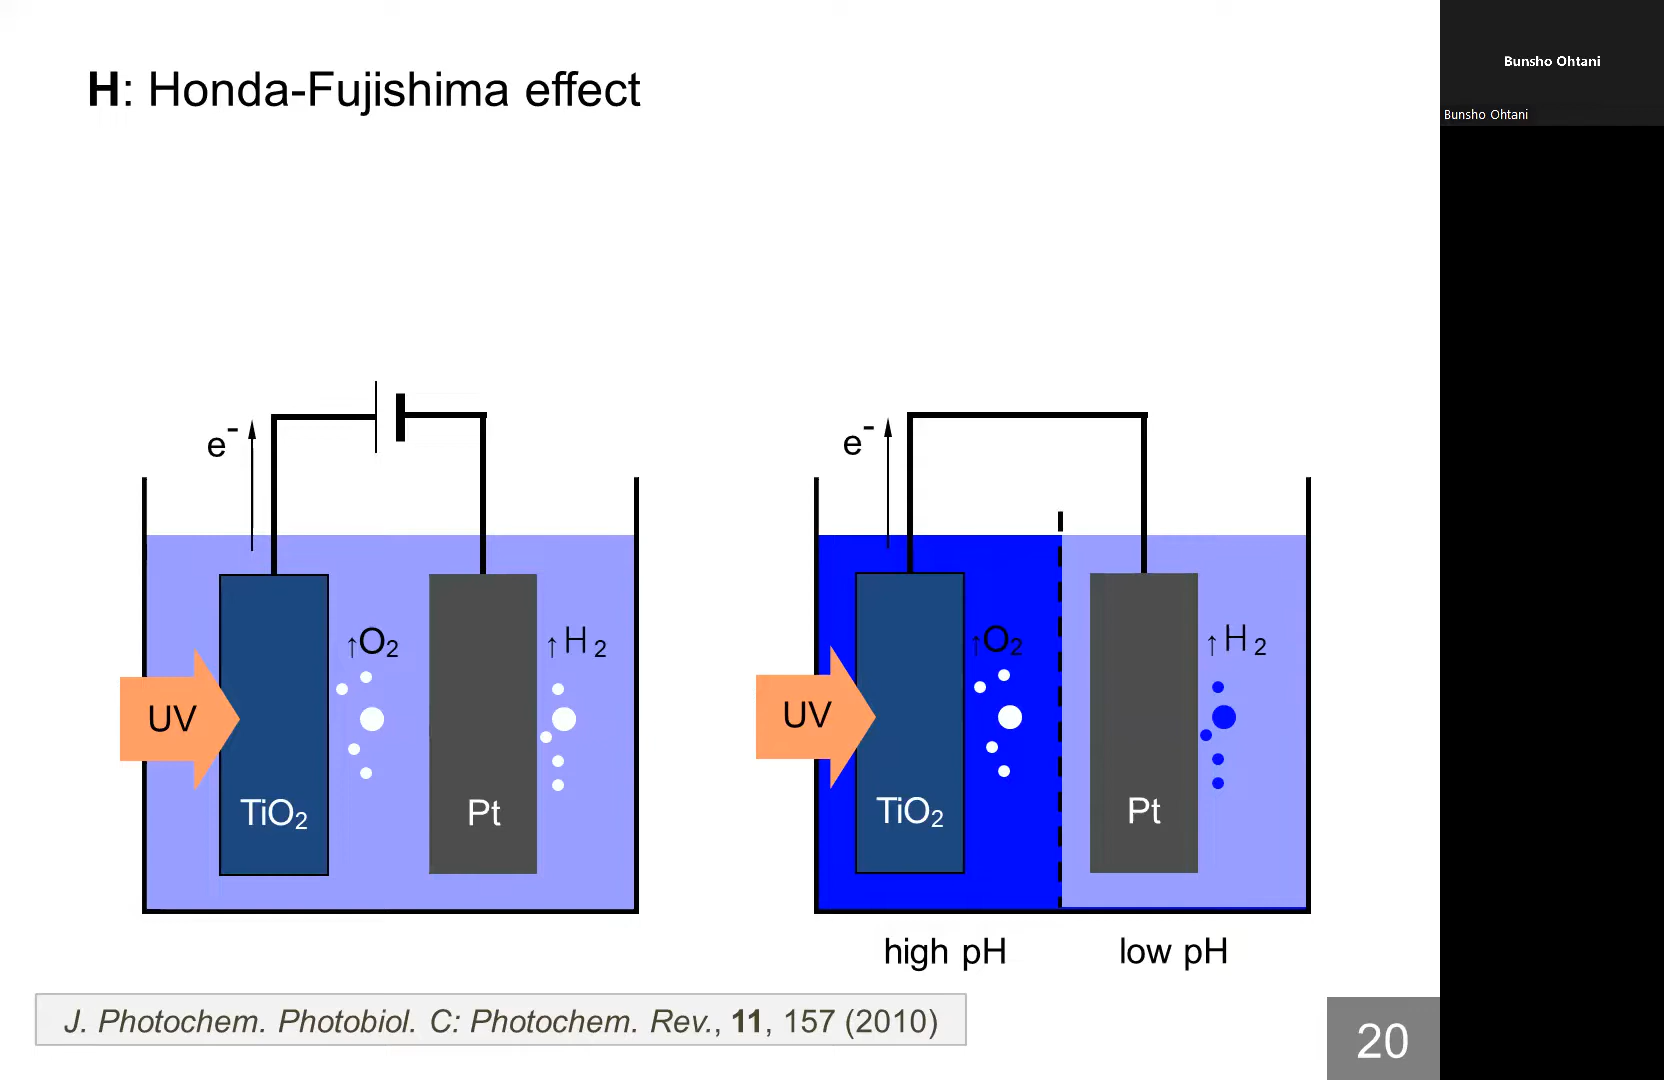 H: Honda-Fujishima effect
Bunsho Ohtani
Bunsho Ohtani
e⁻
↑O₂
↑H₂
UV
TiO₂
Pt
e⁻
↑O₂
↑H₂
UV
TiO₂
Pt
high pH
low pH
J. Photochem. Photobiol. C: Photochem. Rev., 11, 157 (2010)
20